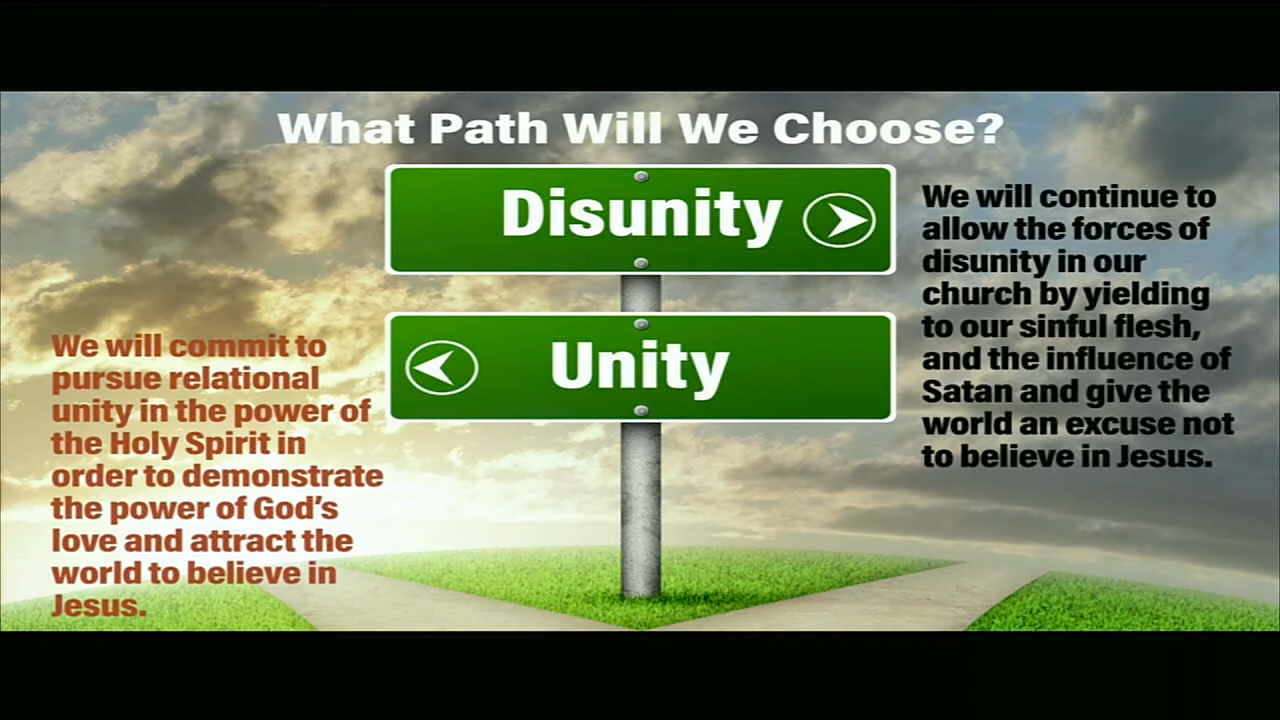 What Path Will We Choose?
Disunity
Unity
We will continue to
allow the forces of
disunity in our
church by yielding
to our sinful flesh,
and the influence of
Satan and give the
world an excuse not
to believe in Jesus.
We will commit to
pursue relational
unity in the power of
the Holy Spirit in
order to demonstrate
the power of God's
love and attract the
world to believe in
Jesus.